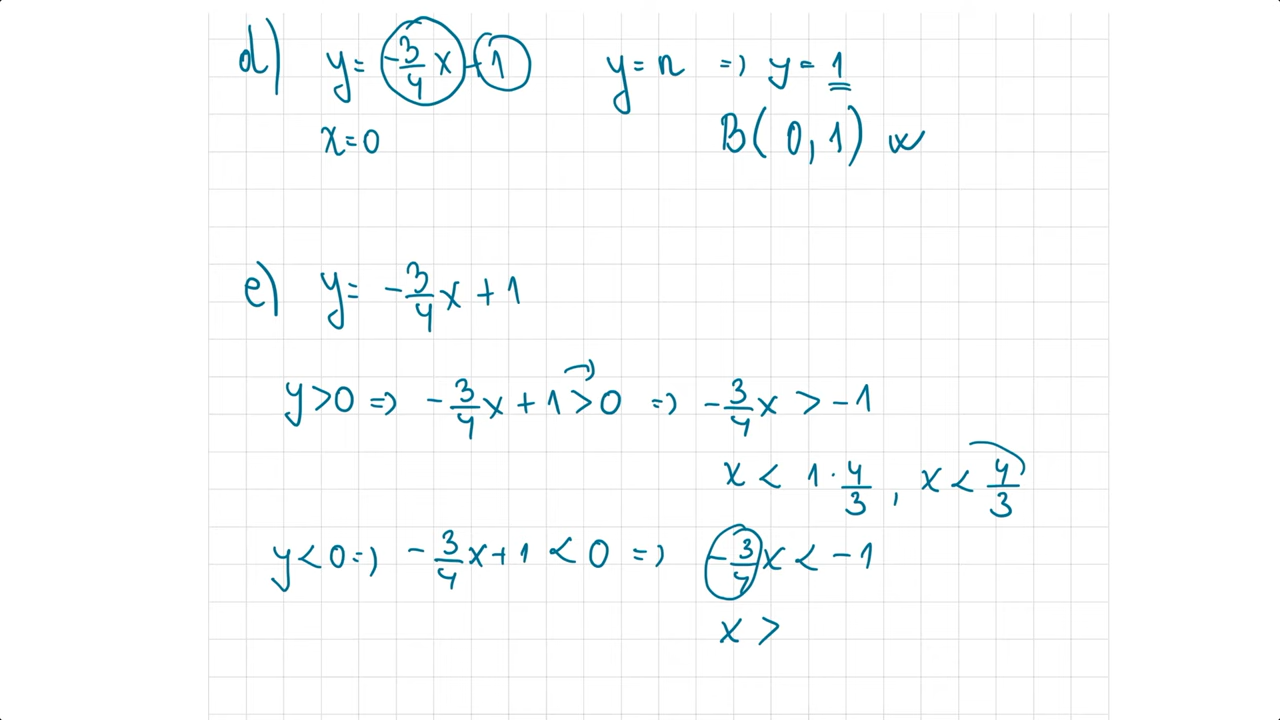 d) y = -3/4 x + 1 y = n => y = 1
x = 0 B(0, 1)
e) y = -3/4 x + 1
y > 0 => -3/4 x + 1 > 0 => -3/4 x > -1
x < 1 · 4/3 , x < 4/3
y < 0 => -3/4 x + 1 < 0 => -3/4 x < -1
x >